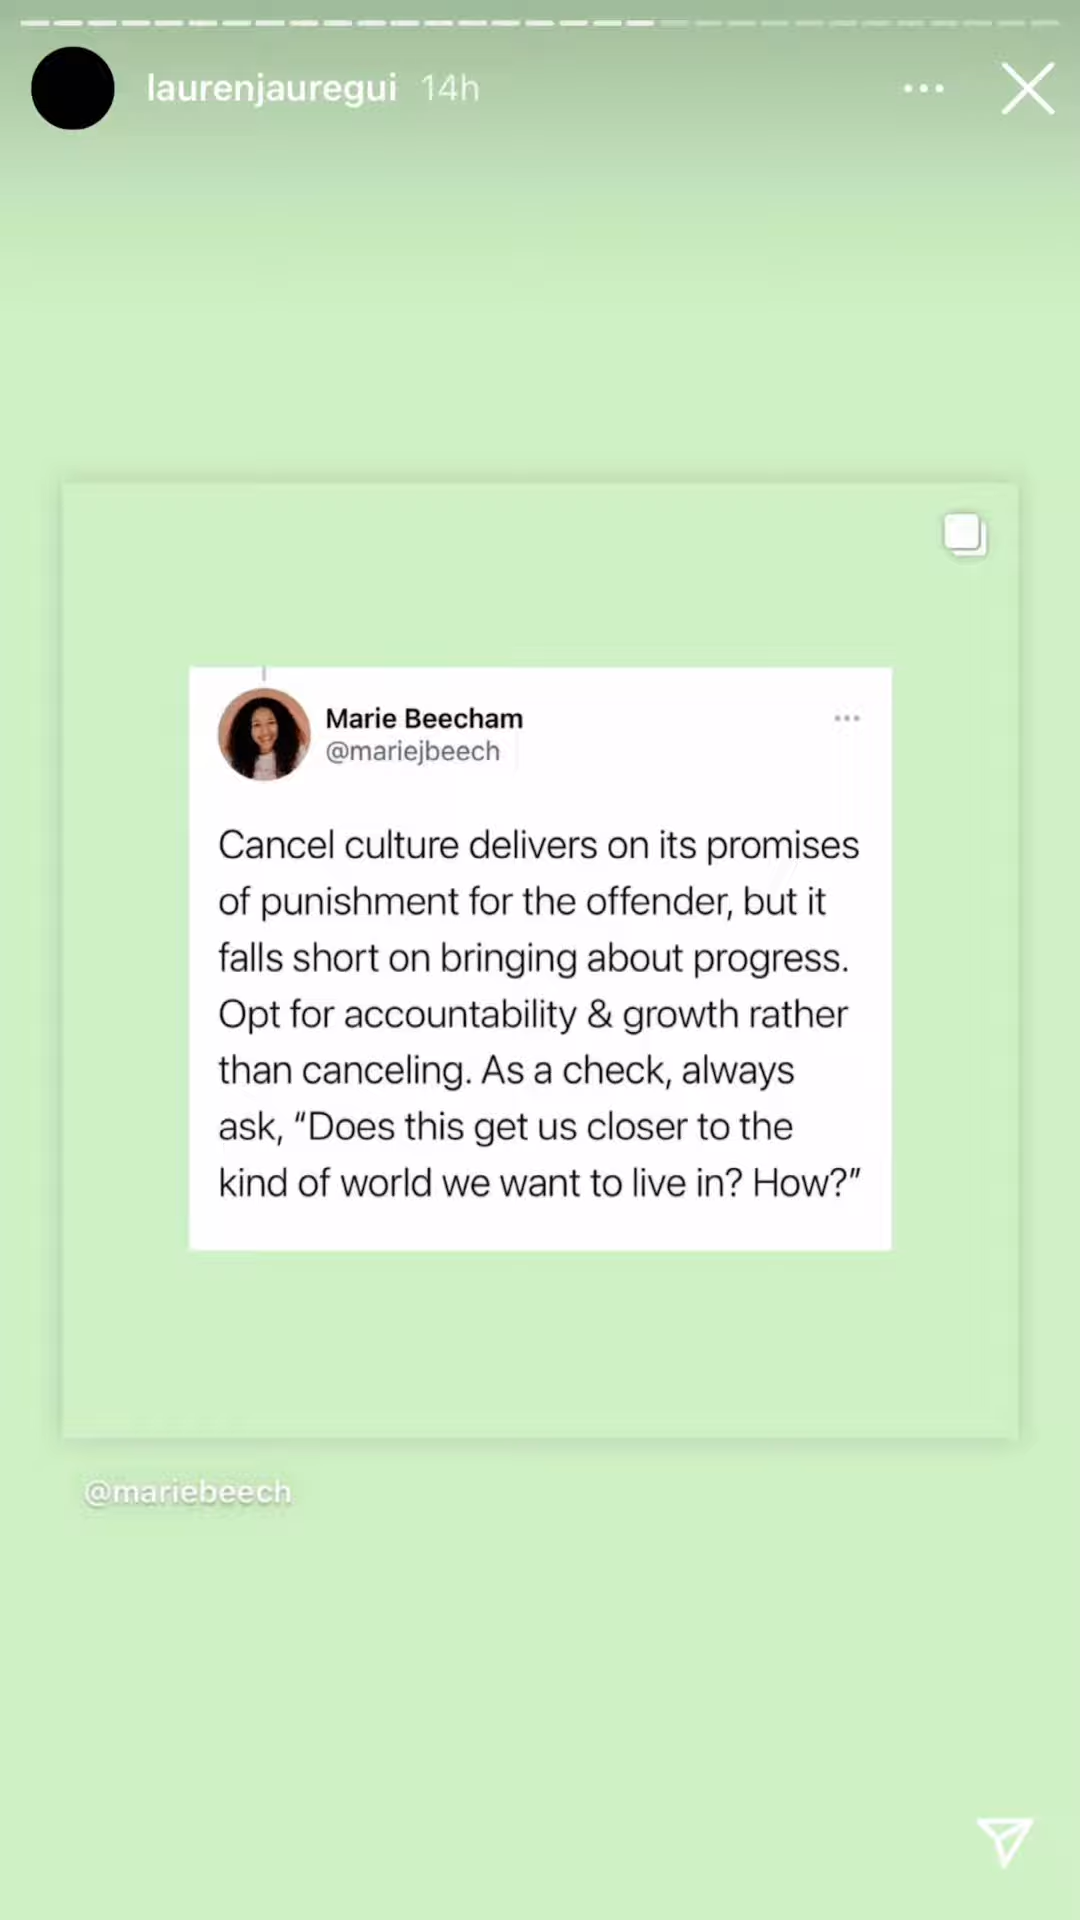 laurenjauregui 14h
Marie Beecham
@mariejbeech
Cancel culture delivers on its promises
of punishment for the offender, but it
falls short on bringing about progress.
Opt for accountability & growth rather
than canceling. As a check, always
ask, “Does this get us closer to the
kind of world we want to live in? How?”
@mariebeech